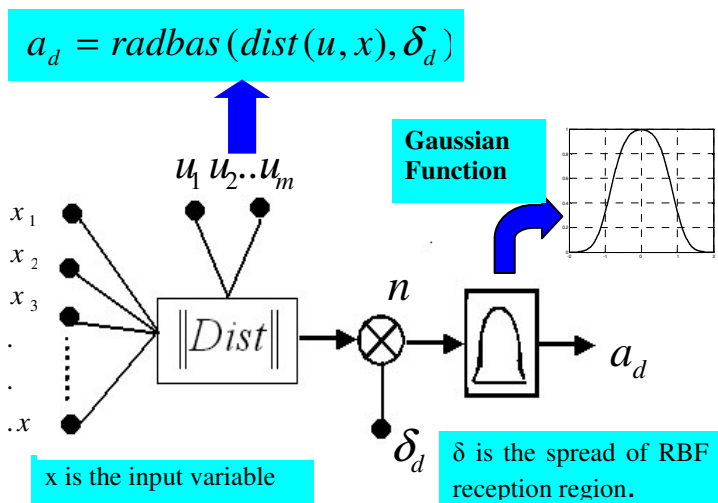 a_d = radbas(dist(u, x), δ_d)
Gaussian
Function
u_1 u_2..u_m
x_1
x_2
x_3
.
.
.x
‖Dist‖
n
a_d
δ_d
x is the input variable
δ is the spread of RBF
reception region.